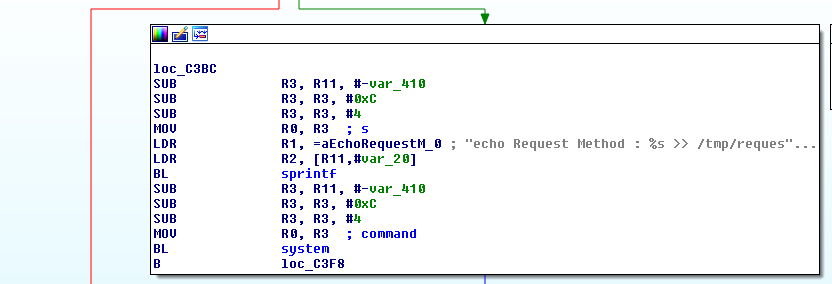 loc_C3BC
SUB R3, R11, #-var_410
SUB R3, R3, #0xC
SUB R3, R3, #4
MOV R0, R3 ; s
LDR R1, =aEchoRequestM_0 ; "echo Request Method : %s >> /tmp/reques"...
LDR R2, [R11,#var_20]
BL sprintf
SUB R3, R11, #-var_410
SUB R3, R3, #0xC
SUB R3, R3, #4
MOV R0, R3 ; command
BL system
B loc_C3F8